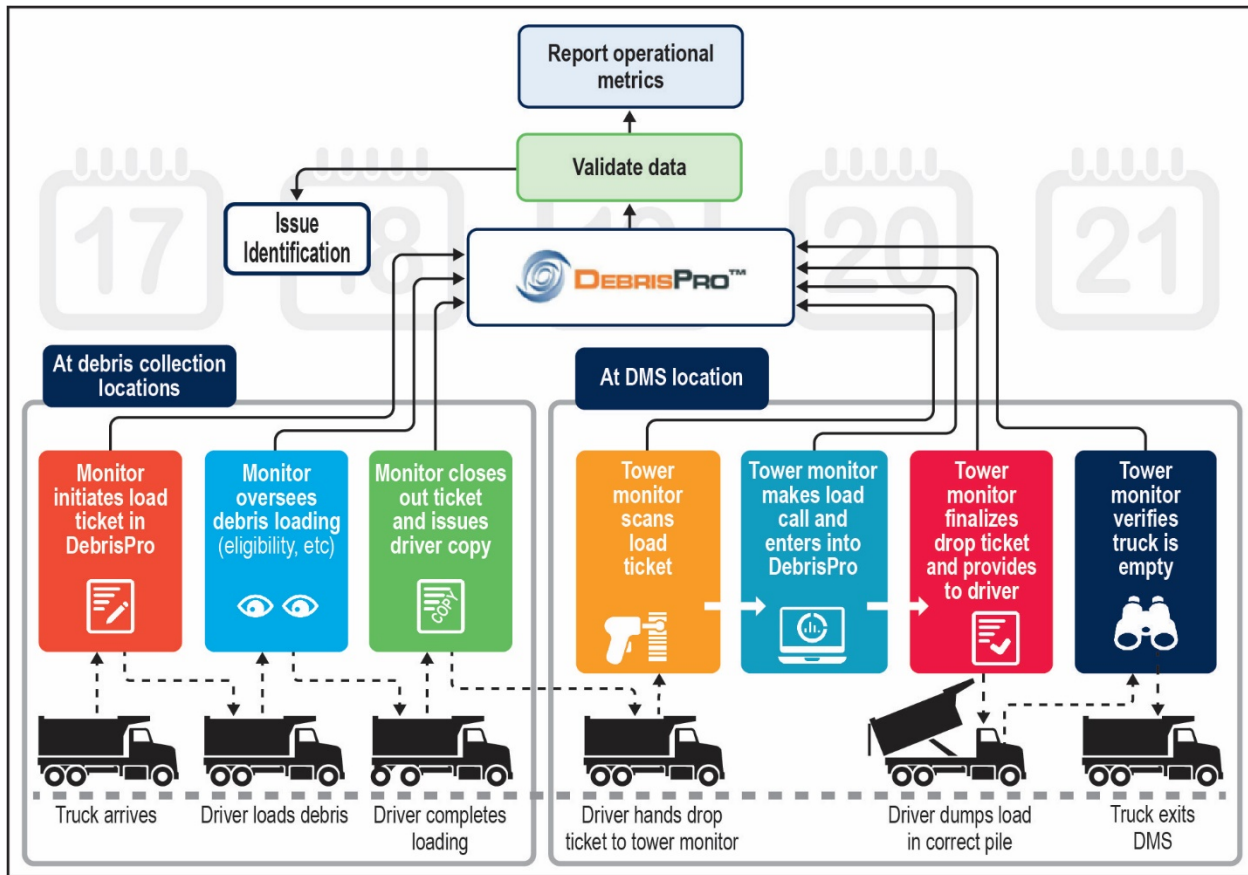 Report operational
metrics
Validate data
Issue
Identification
17
18
19
20
21
DEBRISPRO™
At debris collection
locations
Monitor
initiates load
ticket in
DebrisPro
Monitor
oversees
debris loading
(eligibility, etc)
Monitor closes
out ticket
and issues
driver copy
COPY
Truck arrives
Driver loads debris
Driver completes
loading
At DMS location
Tower
monitor
scans
load
ticket
Tower monitor
makes load
call and
enters into
DebrisPro
Tower
monitor
finalizes
drop ticket
and provides
to driver
Tower
monitor
verifies
truck is
empty
Driver hands drop
ticket to tower monitor
Driver dumps load
in correct pile
Truck exits
DMS